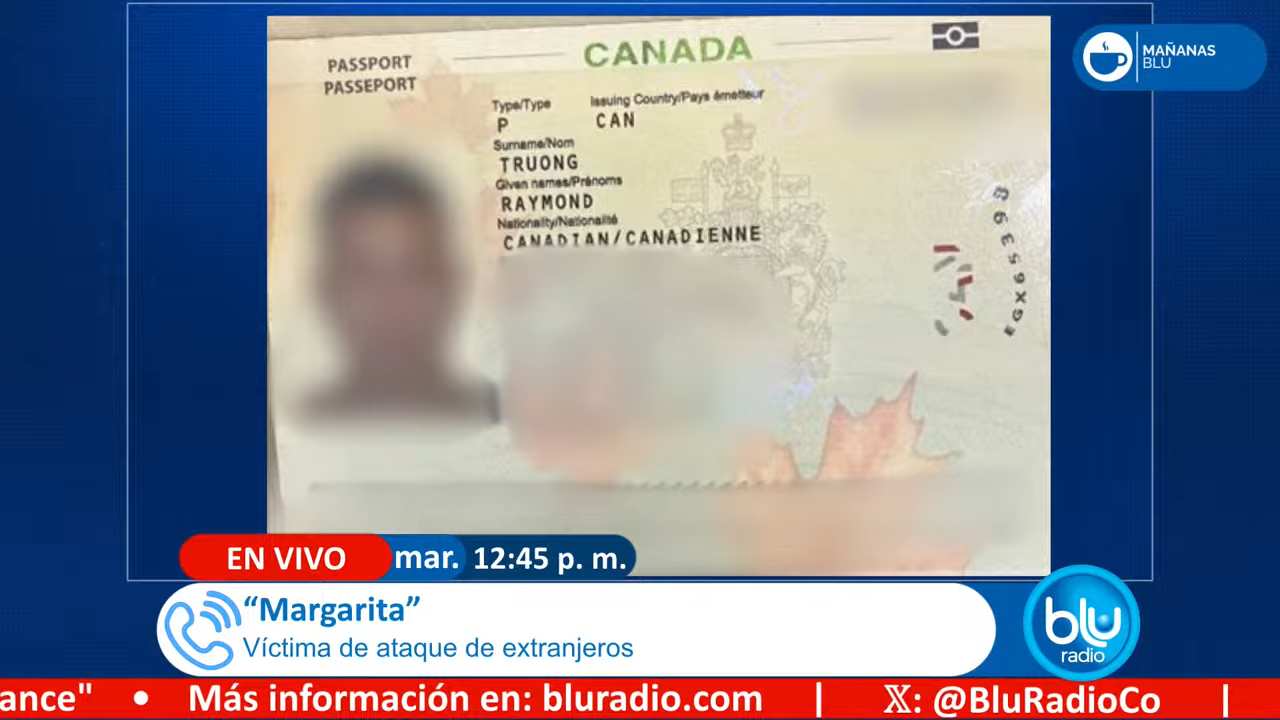 CANADA
PASSPORT
PASSEPORT
Type/Type
Issuing Country/Pays émetteur
P
CAN
Surname/Nom
TRUONG
Given names/Prénoms
RAYMOND
Nationality/Nationalité
CANADIAN/CANADIENNE
MAÑANAS
BLU
EN VIVO mar. 12:45 p. m.
“Margarita”
Víctima de ataque de extranjeros
blu
radio
ance" • Más información en: bluradio.com | X: @BluRadioCo |